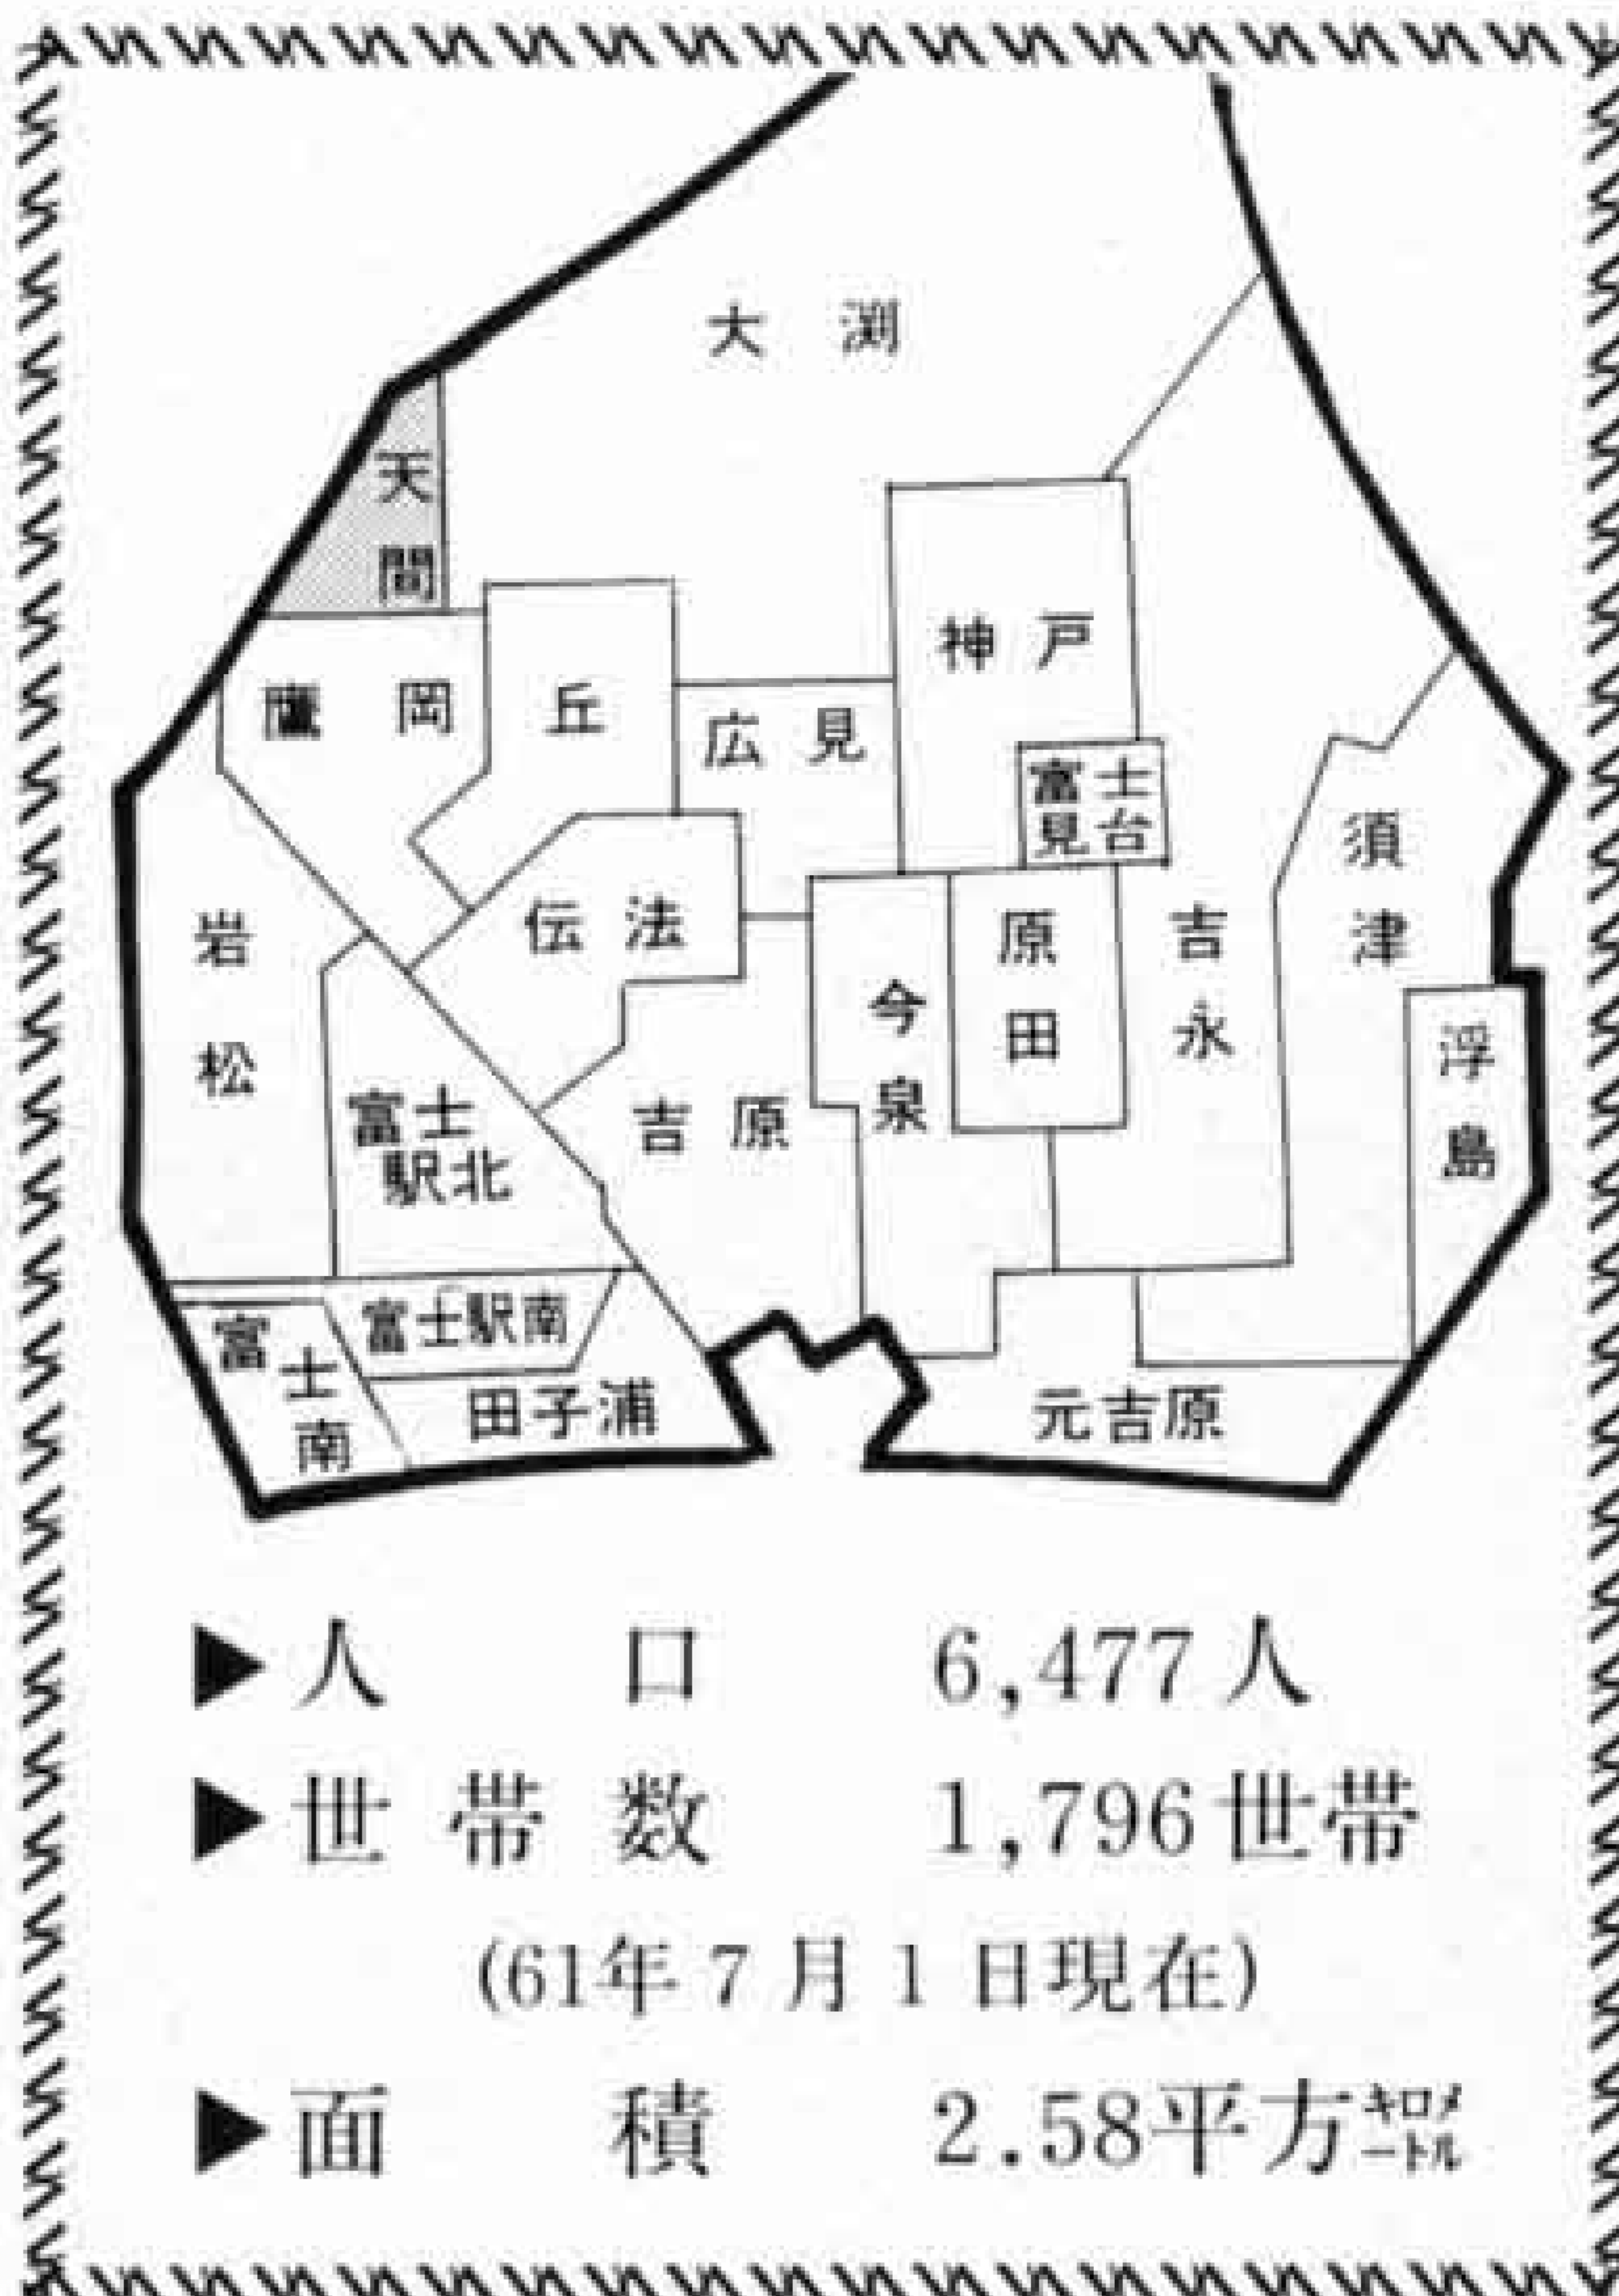 大渕
天間
神戸
鷹岡
丘
広見
富士
見台
須津
岩松
伝法
原田
吉永
今泉
浮島
富士
駅北
吉原
富士駅南
富士南
田子浦
元吉原
▶人口 6,477人
▶世帯数 1,796世帯
(61年7月1日現在)
▶面積 2.58平方キロメートル